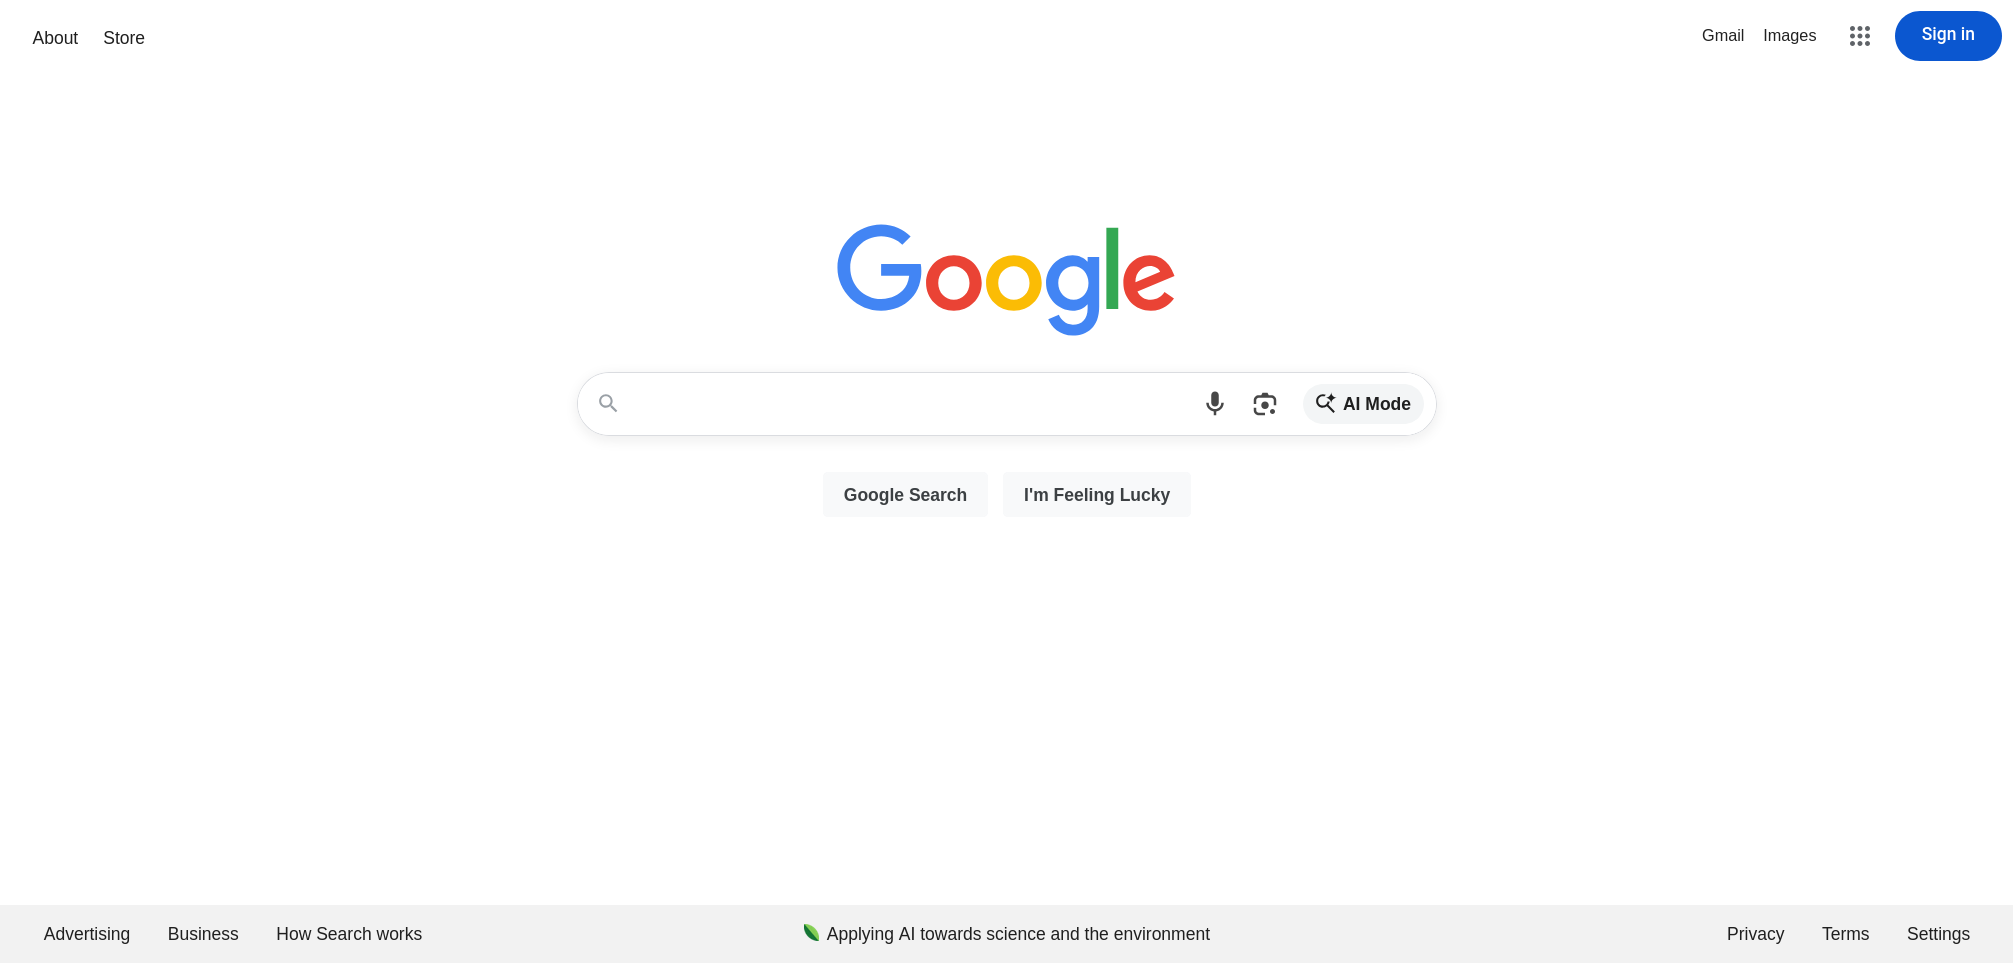 About Store Gmail Images Sign in
Google
AI Mode
Google Search I'm Feeling Lucky
Advertising Business How Search works Applying AI towards science and the environment Privacy Terms Settings